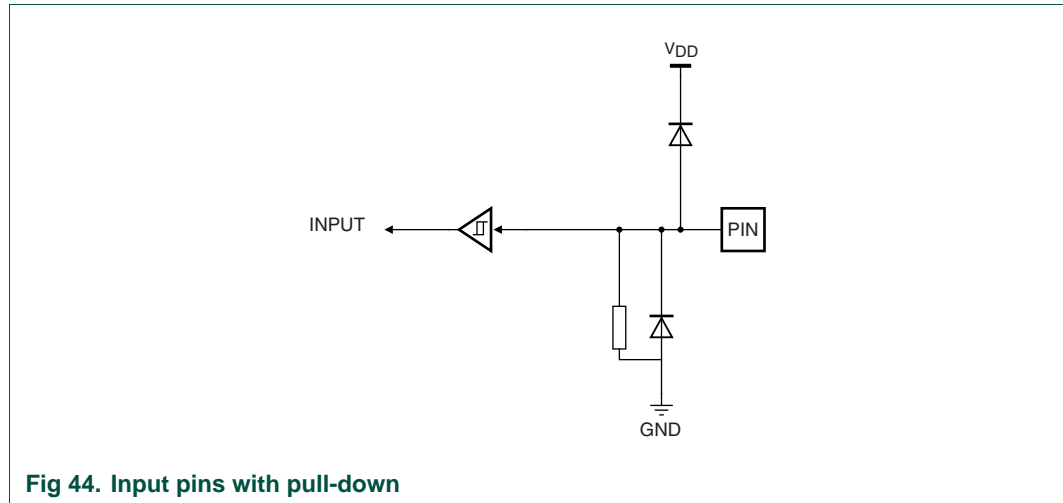 VDD
INPUT
PIN
GND
Fig 44. Input pins with pull-down